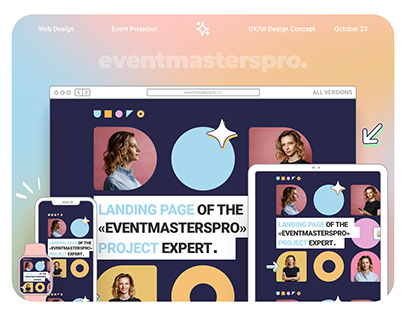 Web Design
Event Projector
UX/UI Design Concept
October 23
eventmasterspro.
eventmasterspro.ru
ALL VERSIONS
LANDING PAGE OF THE
«EVENTMASTERSPRO»
PROJECT EXPERT.
LANDING PAGE OF THE
«EVENTMASTERSPRO»
PROJECT EXPERT.
LANDING PAGE OF THE
«EVENTMASTERSPRO»
PROJECT EXPERT.